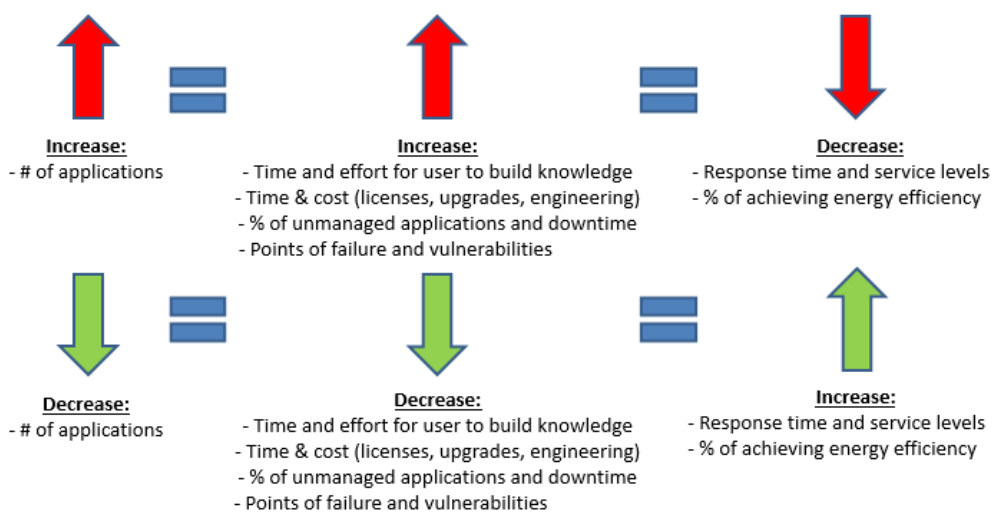 Increase:
- # of applications
Increase:
- Time and effort for user to build knowledge
- Time & cost (licenses, upgrades, engineering)
- % of unmanaged applications and downtime
- Points of failure and vulnerabilities
Decrease:
- Response time and service levels
- % of achieving energy efficiency
Decrease:
- # of applications
Decrease:
- Time and effort for user to build knowledge
- Time & cost (licenses, upgrades, engineering)
- % of unmanaged applications and downtime
- Points of failure and vulnerabilities
Increase:
- Response time and service levels
- % of achieving energy efficiency